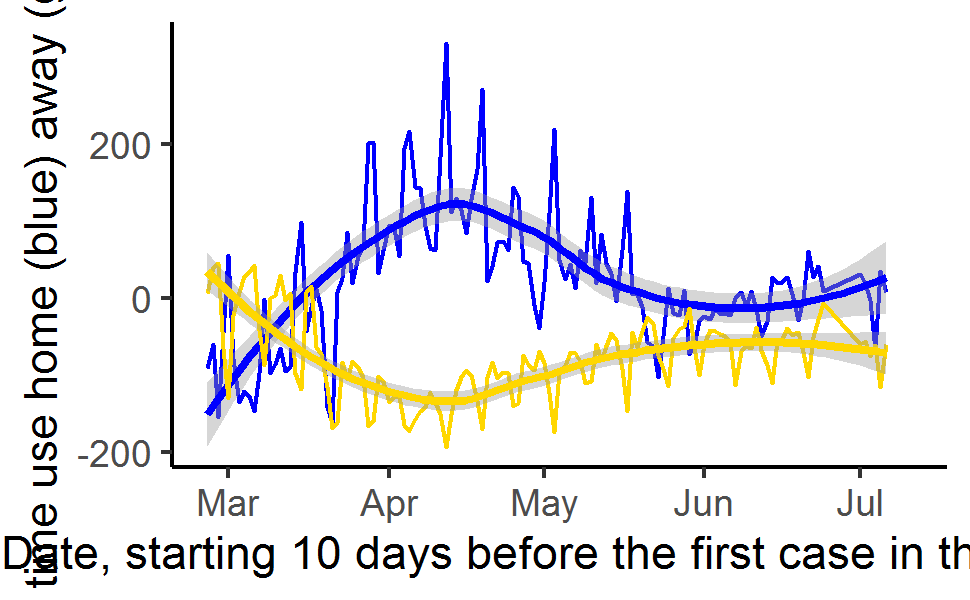 time use home (blue) away (
200
0
-200
Mar Apr May Jun Jul
Date, starting 10 days before the first case in th